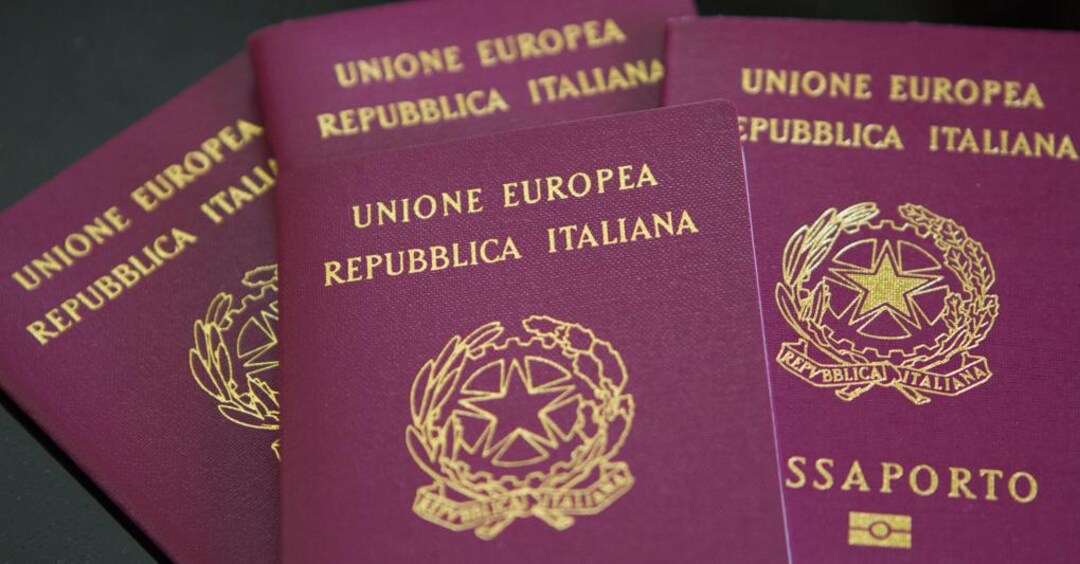 UNIONE EUROPEA
REPUBBLICA ITALIANA
UNIONE EUROPEA
REPUBBLICA ITALI
UNIONE EUROPEA
REPUBBLICA ITALIANA
REPVBBLICA ITALIANA
UNIONE EUROPEA
EPUBBLICA ITALIANA
REPVBBLICA ITALIANA
SSAPORTO